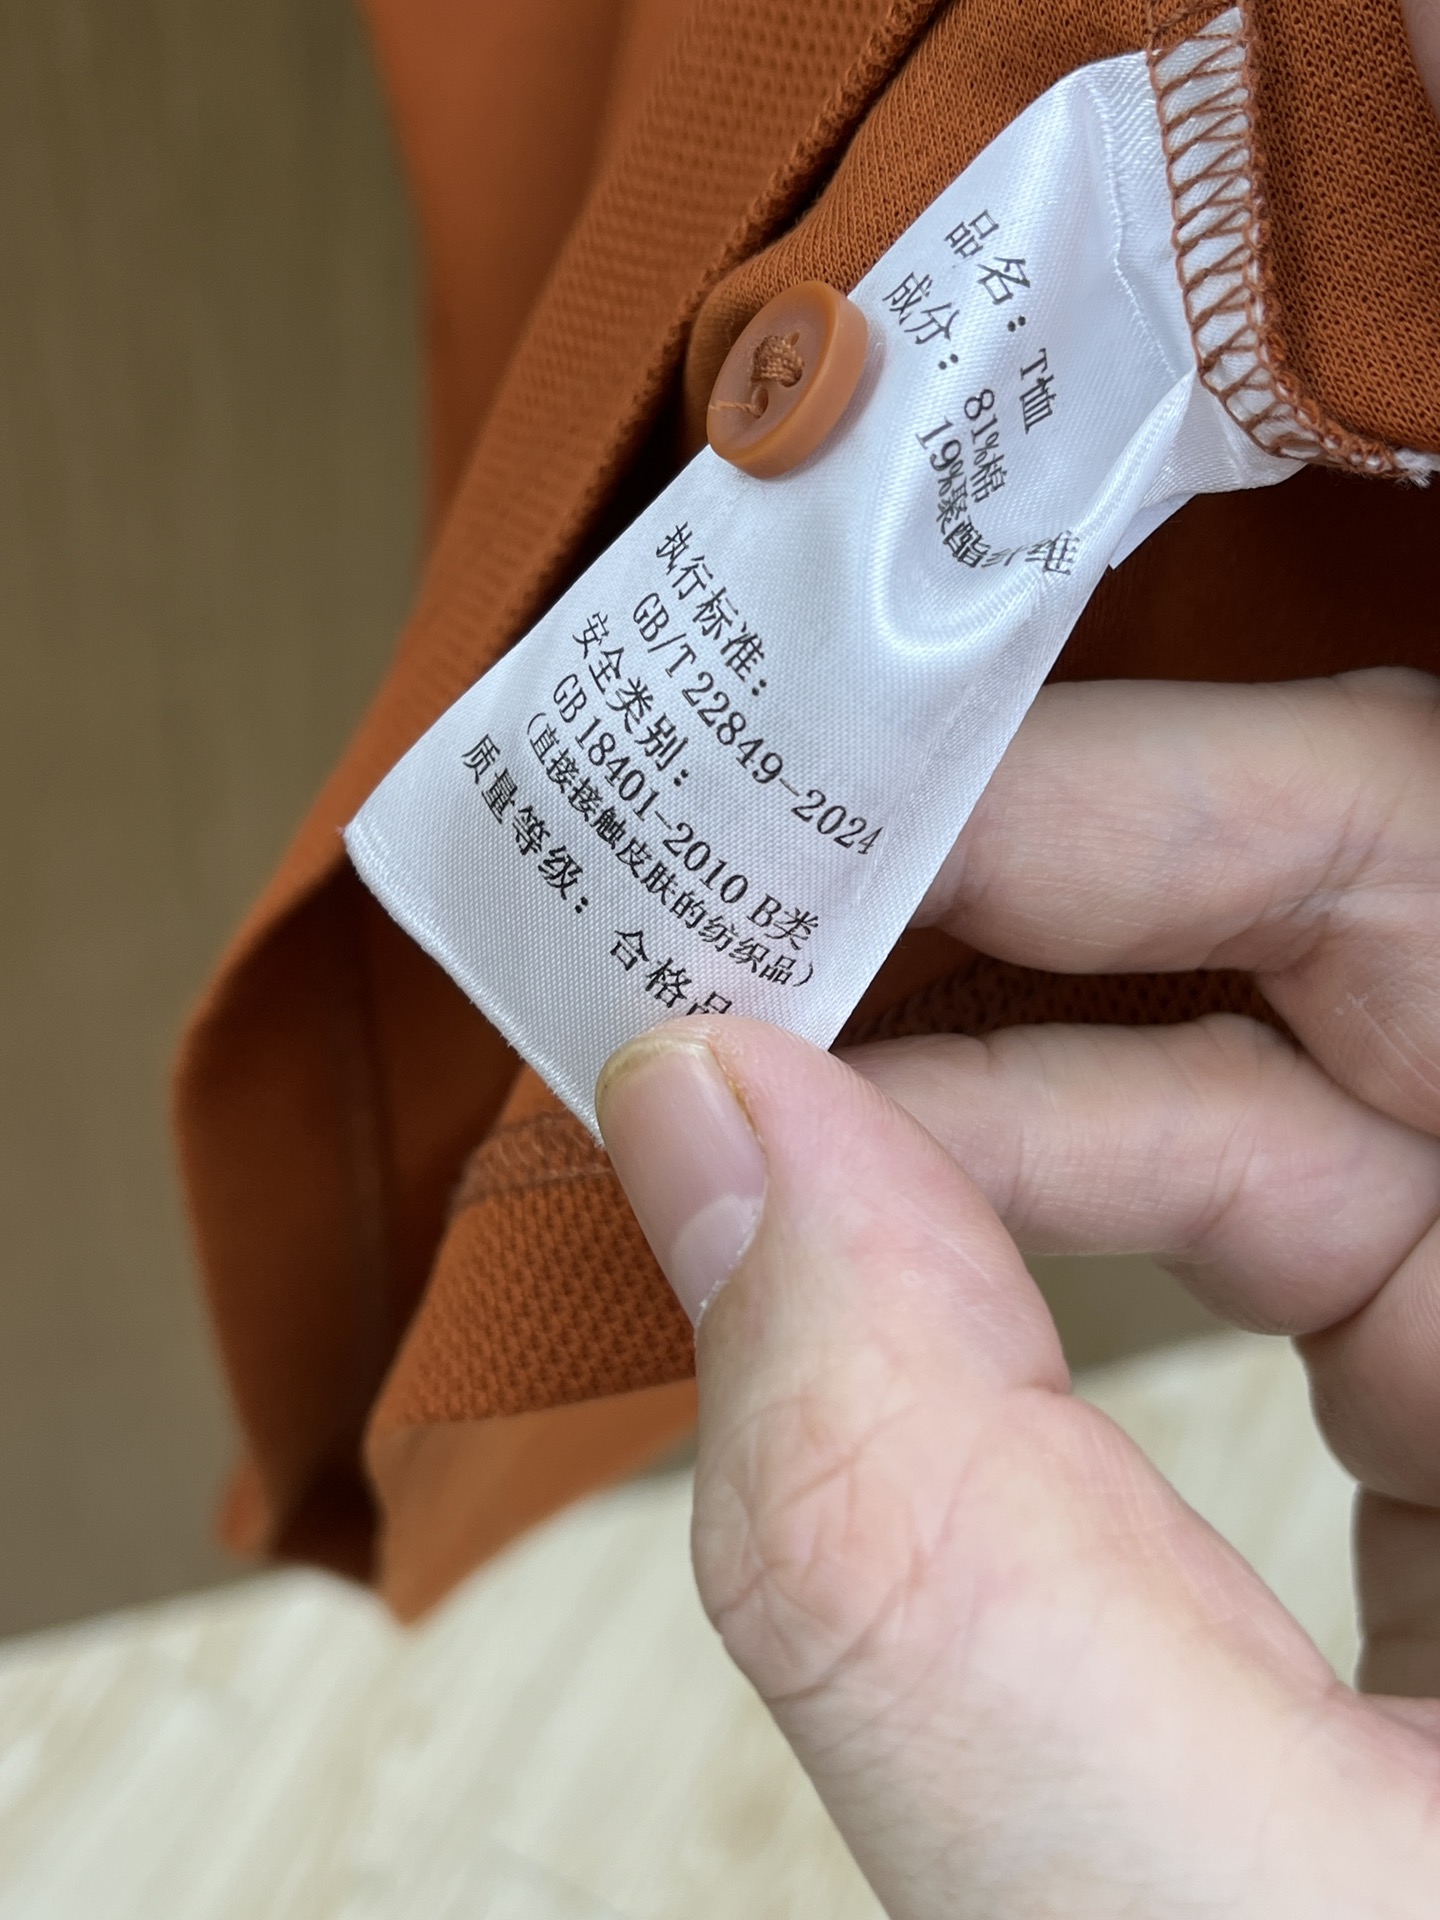 品名：T恤
成分：81%棉
19%聚酯纤维
执行标准：
GB/T 22849-2024
安全类别：
GB 18401-2010 B类
(直接接触皮肤的纺织品)
质量等级：合格品